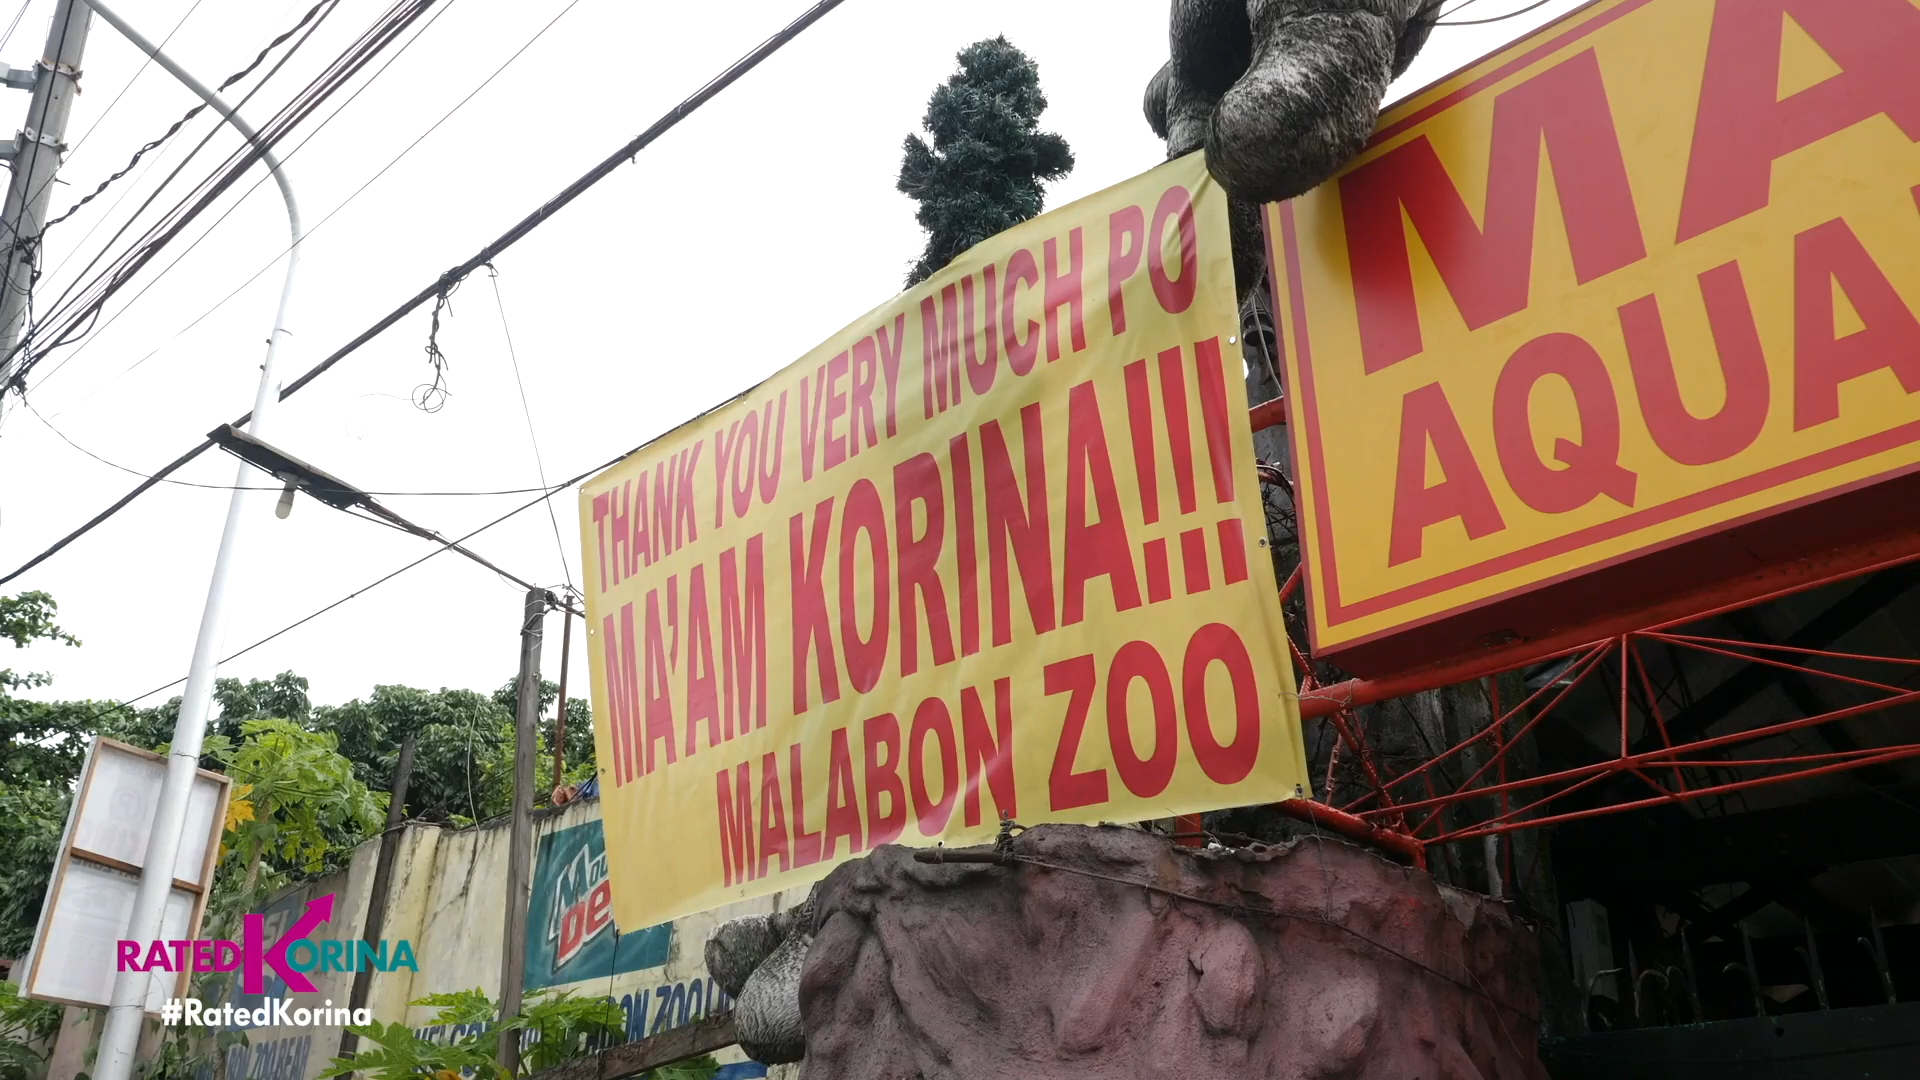 THANK YOU VERY MUCH PO
MA'AM KORINA!!!
MALABON ZOO
MA
AQUA
RATED KORINA
#RatedKorina